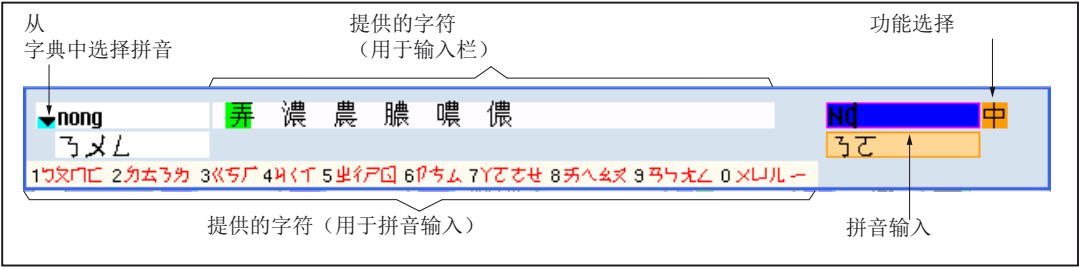 从
字典中选择拼音
提供的字符
（用于输入栏）
功能选择
nong
弄 濃 農 膿 噥 儂
NO
中
ㄋㄨㄥ
ㄋㄛ
1ㄅㄆㄇㄈ 2ㄉㄊㄋㄌ 3ㄍㄎㄏ 4ㄐㄑㄒ 5ㄓㄔㄕㄖ 6ㄗㄘㄙ 7ㄚㄛㄜㄝ 8ㄞㄟㄠㄡ 9ㄢㄣㄤㄥ 0ㄨㄩㄦㄧ
提供的字符（用于拼音输入）
拼音输入